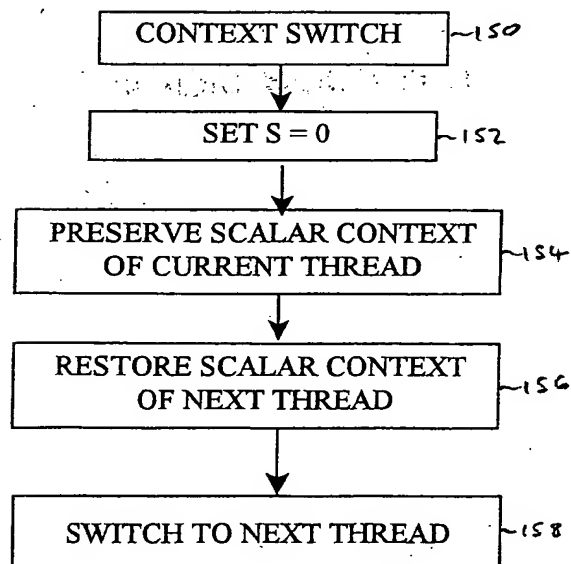 CONTEXT SWITCH ~150
SET S = 0 ~152
PRESERVE SCALAR CONTEXT
OF CURRENT THREAD ~154
RESTORE SCALAR CONTEXT
OF NEXT THREAD ~156
SWITCH TO NEXT THREAD ~158